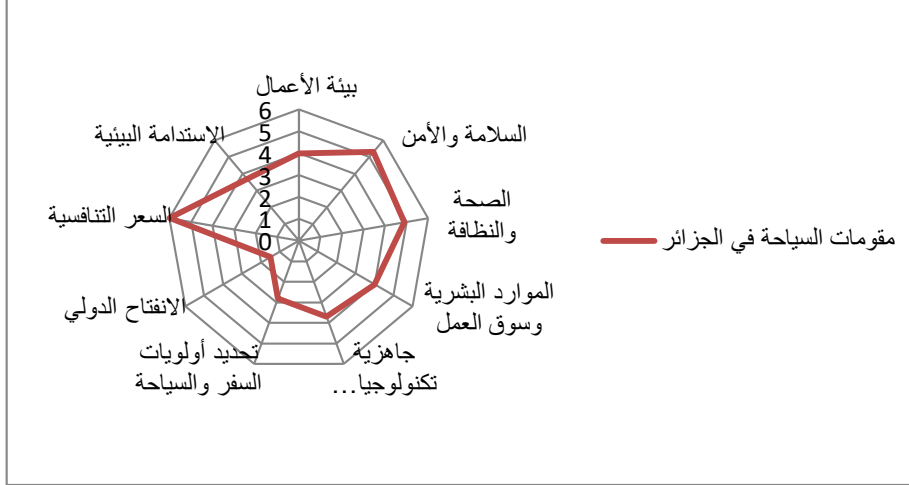 بيئة الأعمال
السلامة والأمن
الصحة
والنظافة
الموارد البشرية
وسوق العمل
جاهزية
تكنولوجيا...
تحديد أولويات
السفر والسياحة
الانفتاح الدولي
السعر التنافسية
الاستدامة البيئية
6
5
4
3
2
1
0
مقومات السياحة في الجزائر